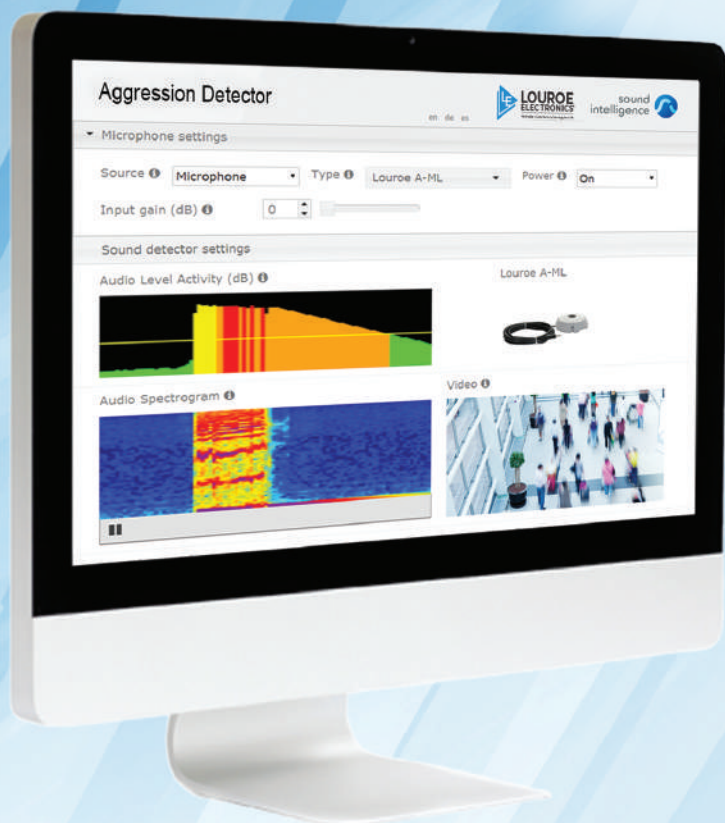 Aggression Detector
en de es
LE LOUROE
ELECTRONICS®
sound
intelligence
Microphone settings
Source Microphone Type Louroe A-ML Power On
Input gain (dB) 0
Sound detector settings
Audio Level Activity (dB)
Louroe A-ML
Audio Spectrogram
Video